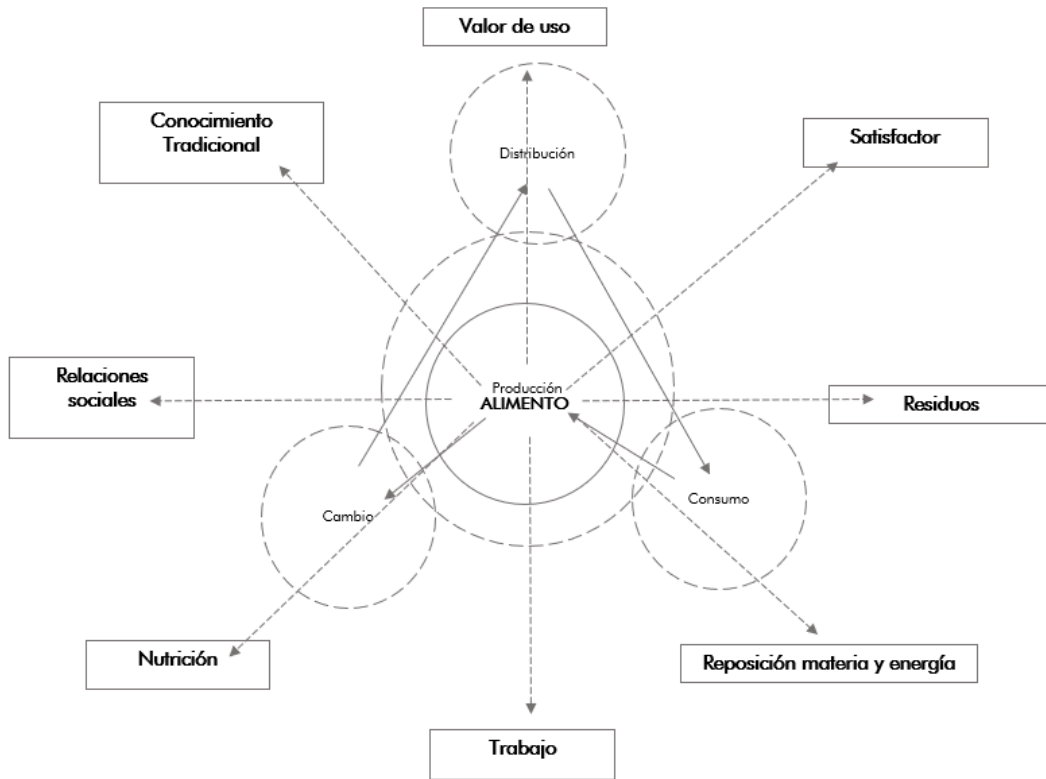 Valor de uso
Conocimiento
Tradicional
Satisfactor
Distribución
Relaciones
sociales
Producción
ALIMENTO
Residuos
Cambio
Consumo
Nutrición
Reposición materia y energía
Trabajo